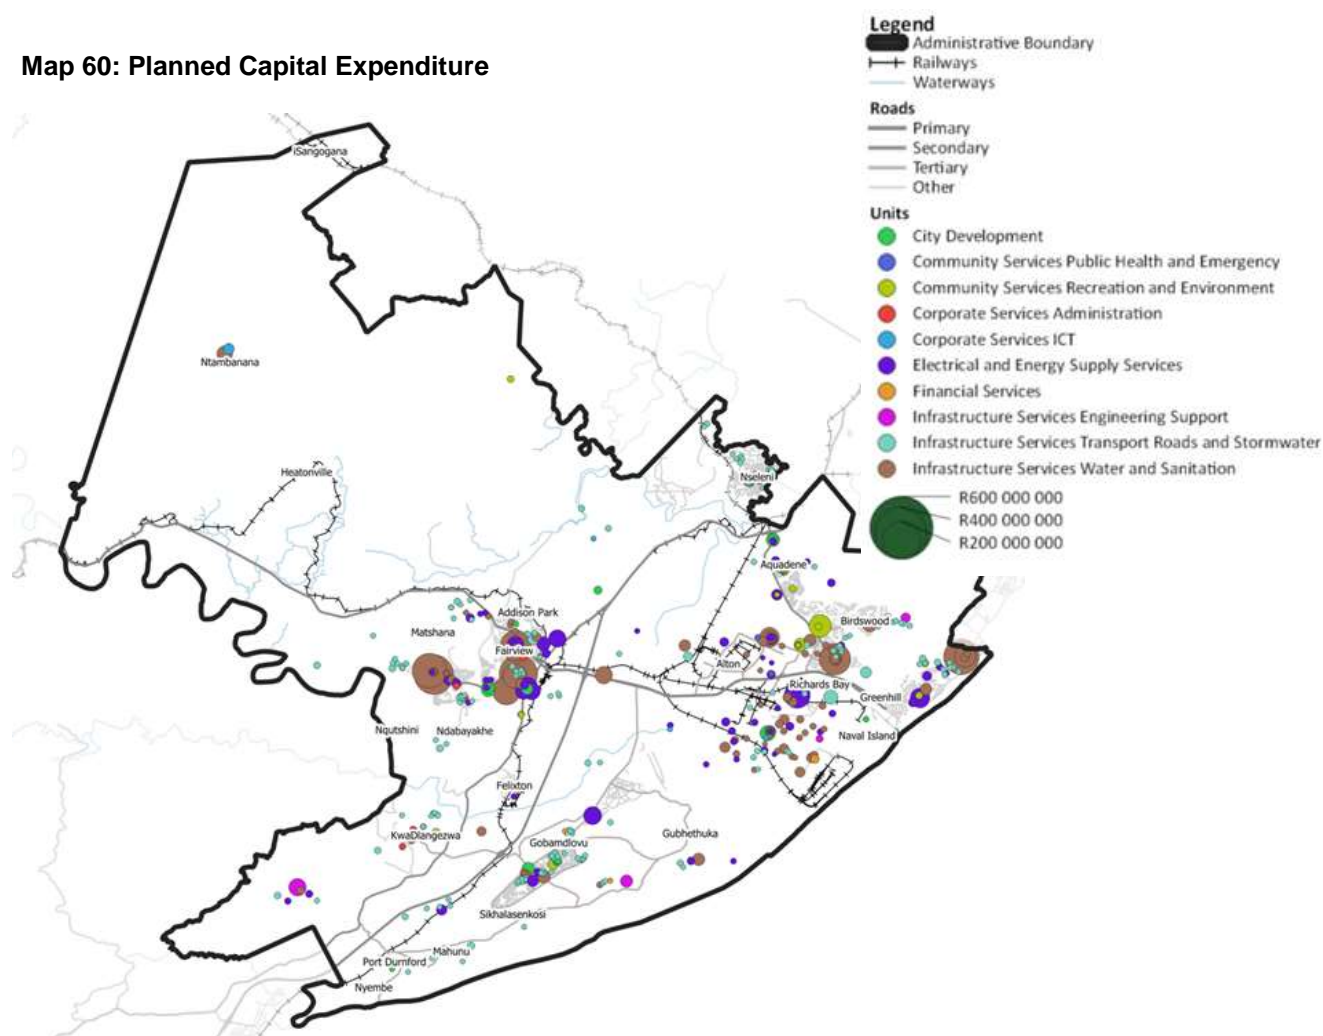 Map 60: Planned Capital Expenditure
Legend
Administrative Boundary
Railways
Waterways
Roads
Primary
Secondary
Tertiary
Other
Units
City Development
Community Services Public Health and Emergency
Community Services Recreation and Environment
Corporate Services Administration
Corporate Services ICT
Electrical and Energy Supply Services
Financial Services
Infrastructure Services Engineering Support
Infrastructure Services Transport Roads and Stormwater
Infrastructure Services Water and Sanitation
R600 000 000
R400 000 000
R200 000 000
iSangogana
Ntambanana
Heatonville
Nseleni
Aquadene
Addison Park
Birdswood
Matshana
Fairview
Alton
Richards Bay
Greenhill
Nqutshini
Ndabayakhe
Naval Island
Felixton
KwaDlangezwa
Gubhethuka
Gobamdlovu
Sikhalasenkosi
Mahunu
Port Durnford
Nyembe